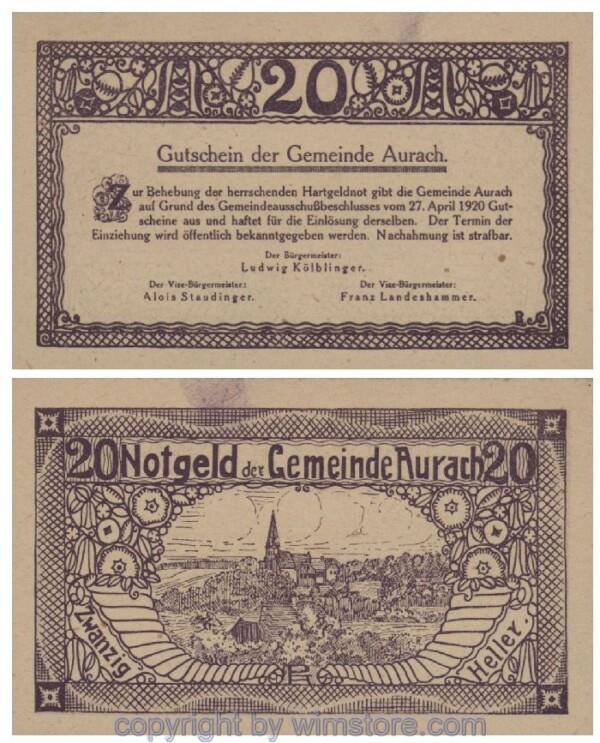 20
Gutschein der Gemeinde Aurach.
Zur Behebung der herrschenden Hartgeldnot gibt die Gemeinde Aurach
auf Grund des Gemeindeausschußbeschlusses vom 27. April 1920 Gut-
scheine aus und haftet für die Einlösung derselben. Der Termin der
Einziehung wird öffentlich bekanntgegeben werden. Nachahmung ist strafbar.
Der Bürgermeister:
Ludwig Kölblinger.
Der Vize-Bürgermeister: Der Vize-Bürgermeister:
Alois Staudinger. Franz Landeshammer.
R.
20 Notgeld der Gemeinde Aurach 20
Zwanzig Heller.
R
copyright by wimstore.com